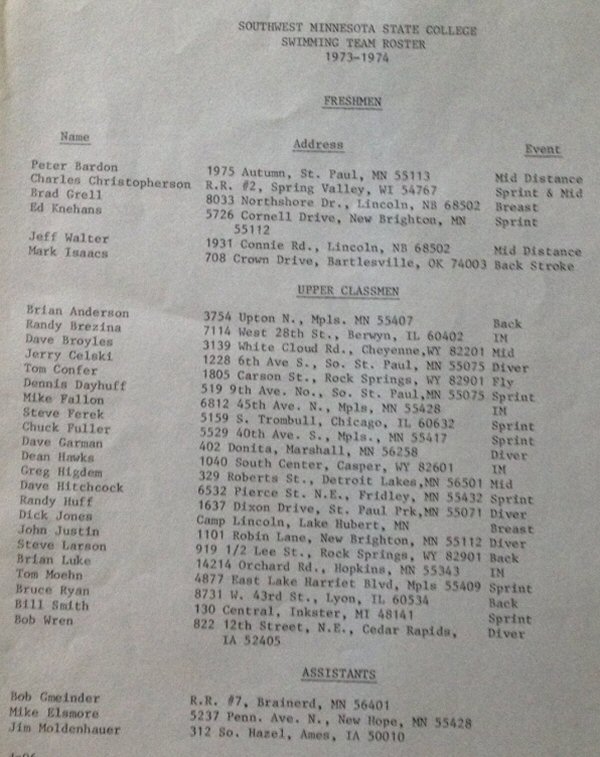 SOUTHWEST MINNESOTA STATE COLLEGE
SWIMMING TEAM ROSTER
1973-1974
FRESHMEN
Name Address Event
Peter Bardon 1975 Autumn, St. Paul, MN 55113 Mid Distance
Charles Christopherson R.R. #2, Spring Valley, WI 54767 Sprint & Mid
Brad Grell 8033 Northshore Dr., Lincoln, NB 68502 Breast
Ed Knehans 5726 Cornell Drive, New Brighton, MN Sprint
55112
Jeff Walter 1931 Connie Rd., Lincoln, NB 68502 Mid Distance
Mark Isaacs 708 Crown Drive, Bartlesville, OK 74003 Back Stroke
UPPER CLASSMEN
Brian Anderson 3754 Upton N., Mpls. MN 55407 Back
Randy Brezina 7114 West 28th St., Berwyn, IL 60402 IM
Dave Broyles 3139 White Cloud Rd., Cheyenne,WY 82201 Mid
Jerry Celski 1228 6th Ave S., So. St. Paul, MN 55075 Diver
Tom Confer 1805 Carson St., Rock Springs, WY 82901 Fly
Dennis Dayhuff 519 9th Ave. No., So. St. Paul,MN 55075 Sprint
Mike Fallon 6812 45th Ave. N., Mpls, MN 55428 IM
Steve Ferek 5159 S. Trombull, Chicago, IL 60632 Sprint
Chuck Fuller 5529 40th Ave. S., Mpls., MN 55417 Sprint
Dave Garman 402 Donita, Marshall, MN 56258 Diver
Dean Hawks 1040 South Center, Casper, WY 82601 IM
Greg Higdem 329 Roberts St., Detroit Lakes,MN 56501 Mid
Dave Hitchcock 6532 Pierce St. N.E., Fridley, MN 55432 Sprint
Randy Huff 1637 Dixon Drive, St. Paul Prk,MN 55071 Diver
Dick Jones Camp Lincoln, Lake Hubert, MN Breast
John Justin 1101 Robin Lane, New Brighton, MN 55112 Diver
Steve Larson 919 1/2 Lee St., Rock Springs, WY 82901 Back
Brian Luke 14214 Orchard Rd., Hopkins, MN 55343 IM
Tom Moehn 4877 East Lake Harriet Blvd, Mpls 55409 Sprint
Bruce Ryan 8731 W. 43rd St., Lyon, IL 60534 Back
Bill Smith 130 Central, Inkster, MI 48141 Sprint
Bob Wren 822 12th Street, N.E., Cedar Rapids, Diver
IA 52405
ASSISTANTS
Bob Gmeinder R.R. #7, Brainerd, MN 56401
Mike Elsmore 5237 Penn. Ave. N., New Hope, MN 55428
Jim Moldenhauer 312 So. Hazel, Ames, IA 50010